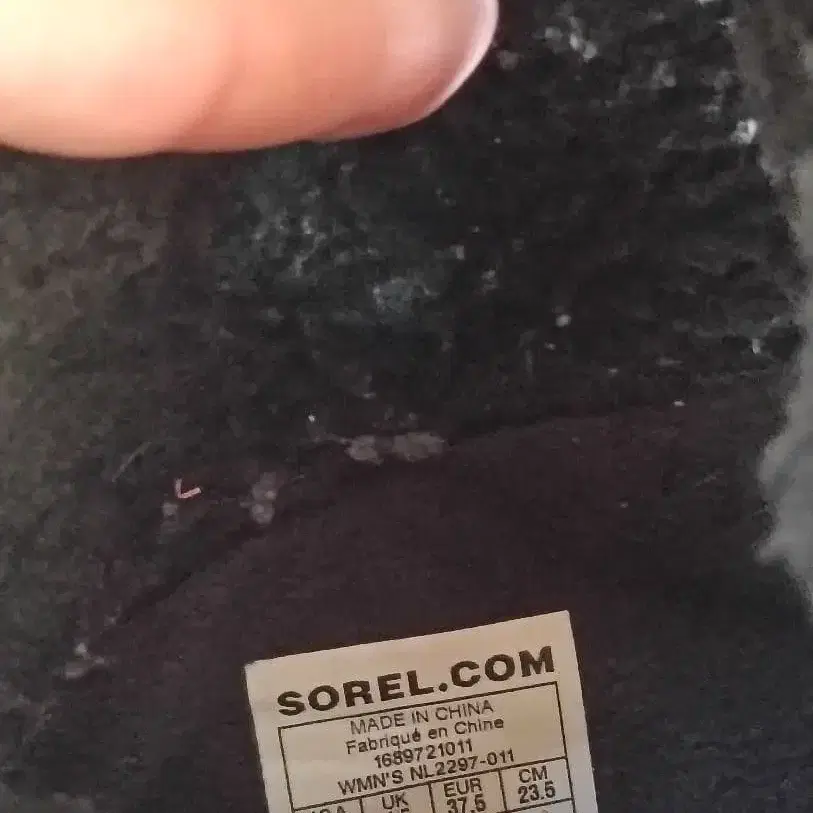 SOREL.COM
MADE IN CHINA
Fabriqué en Chine
1689721011
WMN'S NL2297-011
UK EUR CM
37.5 23.5